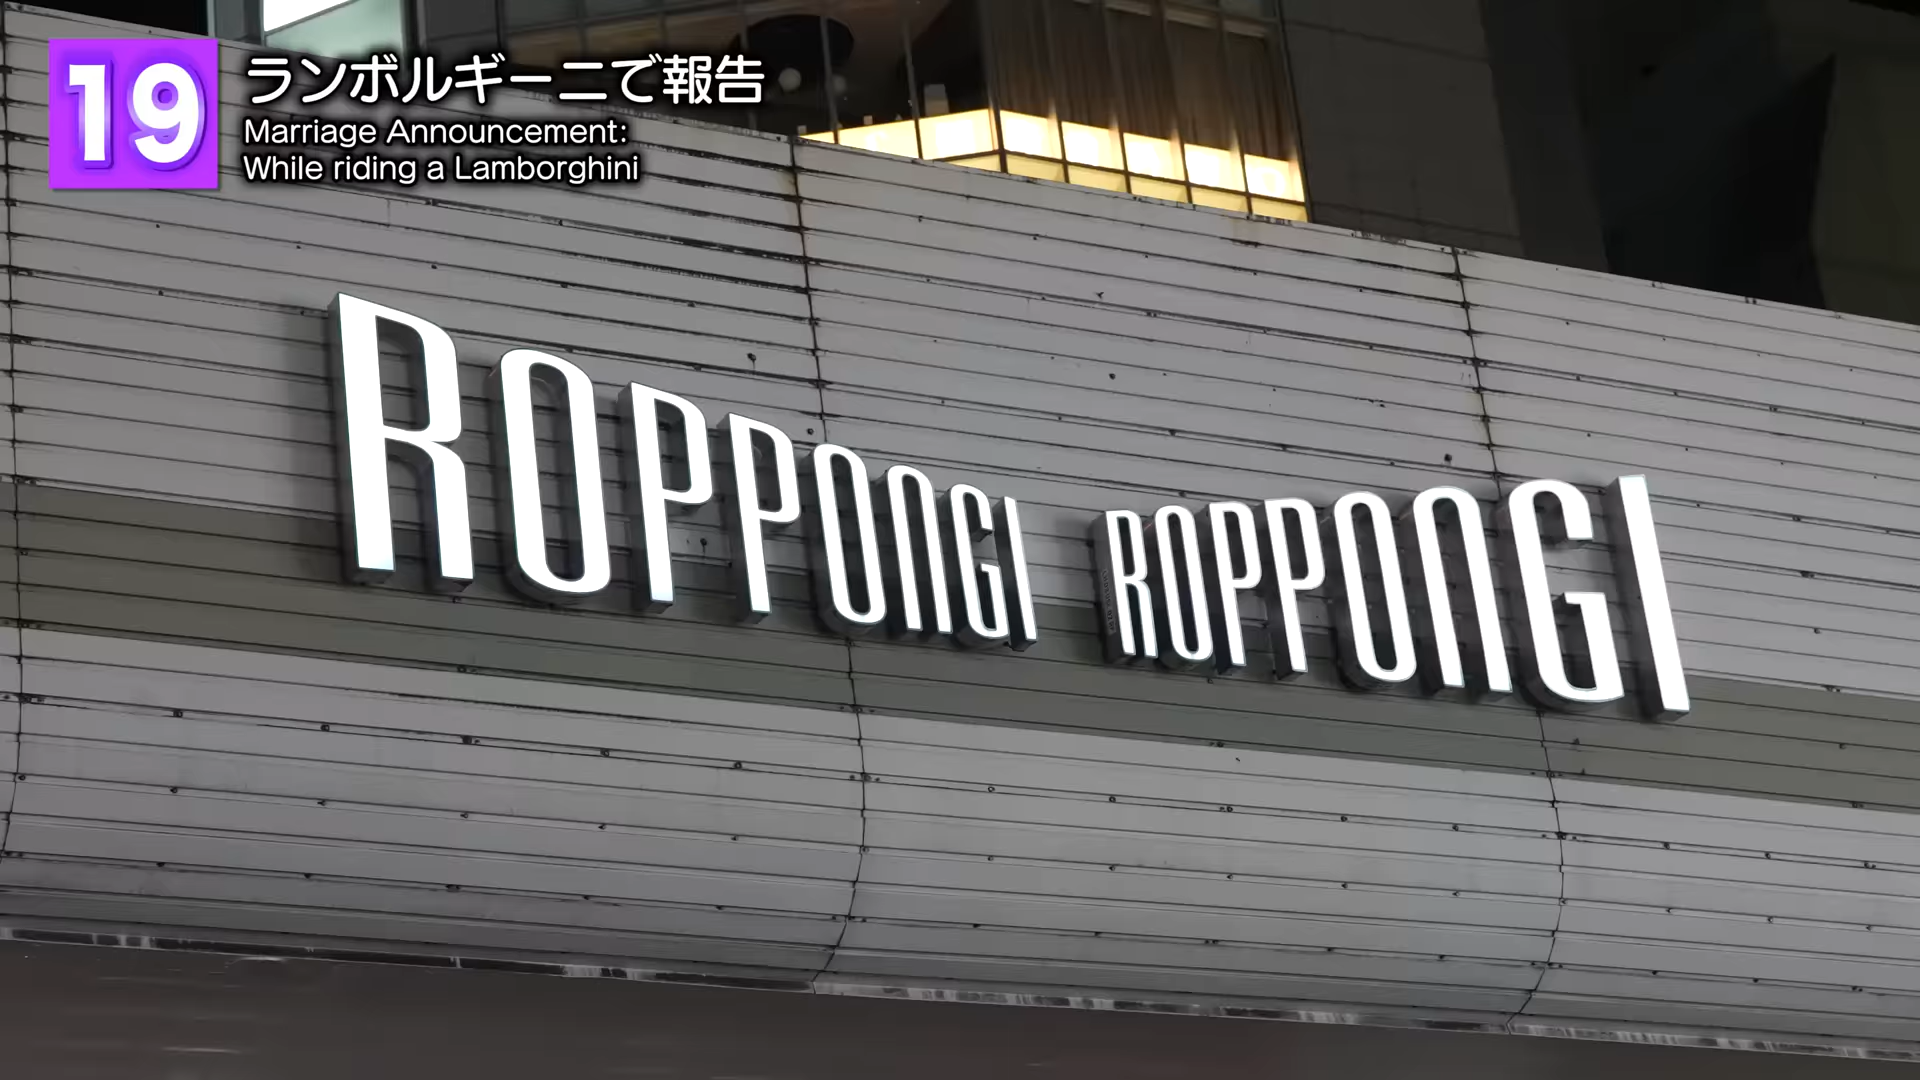 19
ランボルギーニで報告
Marriage Announcement:
While riding a Lamborghini
ROPPONGI ROPPONGI